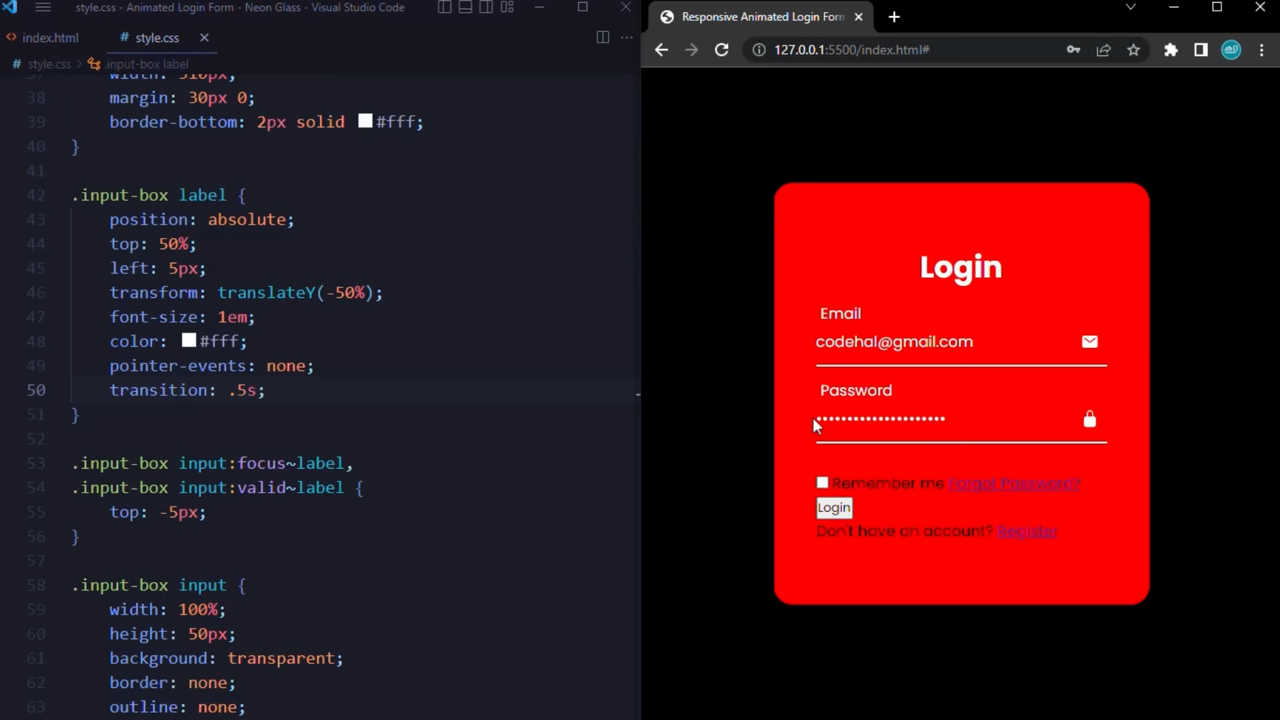 style.css - Animated Login Form - Neon Glass - Visual Studio Code
index.html
style.css
style.css > .input-box label
38 margin: 30px 0;
39 border-bottom: 2px solid #fff;
40 }
41
42 .input-box label {
43 position: absolute;
44 top: 50%;
45 left: 5px;
46 transform: translateY(-50%);
47 font-size: 1em;
48 color: #fff;
49 pointer-events: none;
50 transition: .5s;
51 }
52
53 .input-box input:focus~label,
54 .input-box input:valid~label {
55 top: -5px;
56 }
57
58 .input-box input {
59 width: 100%;
60 height: 50px;
61 background: transparent;
62 border: none;
63 outline: none;
Responsive Animated Login Form
127.0.0.1:5500/index.html#
Login
Email
codehal@gmail.com
Password
Remember me Forgot Password?
Login
Don't have an account? Register